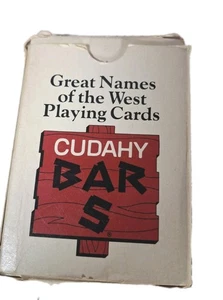 Great Names
of the West
Playing Cards
CUDAHY
BAR
S®